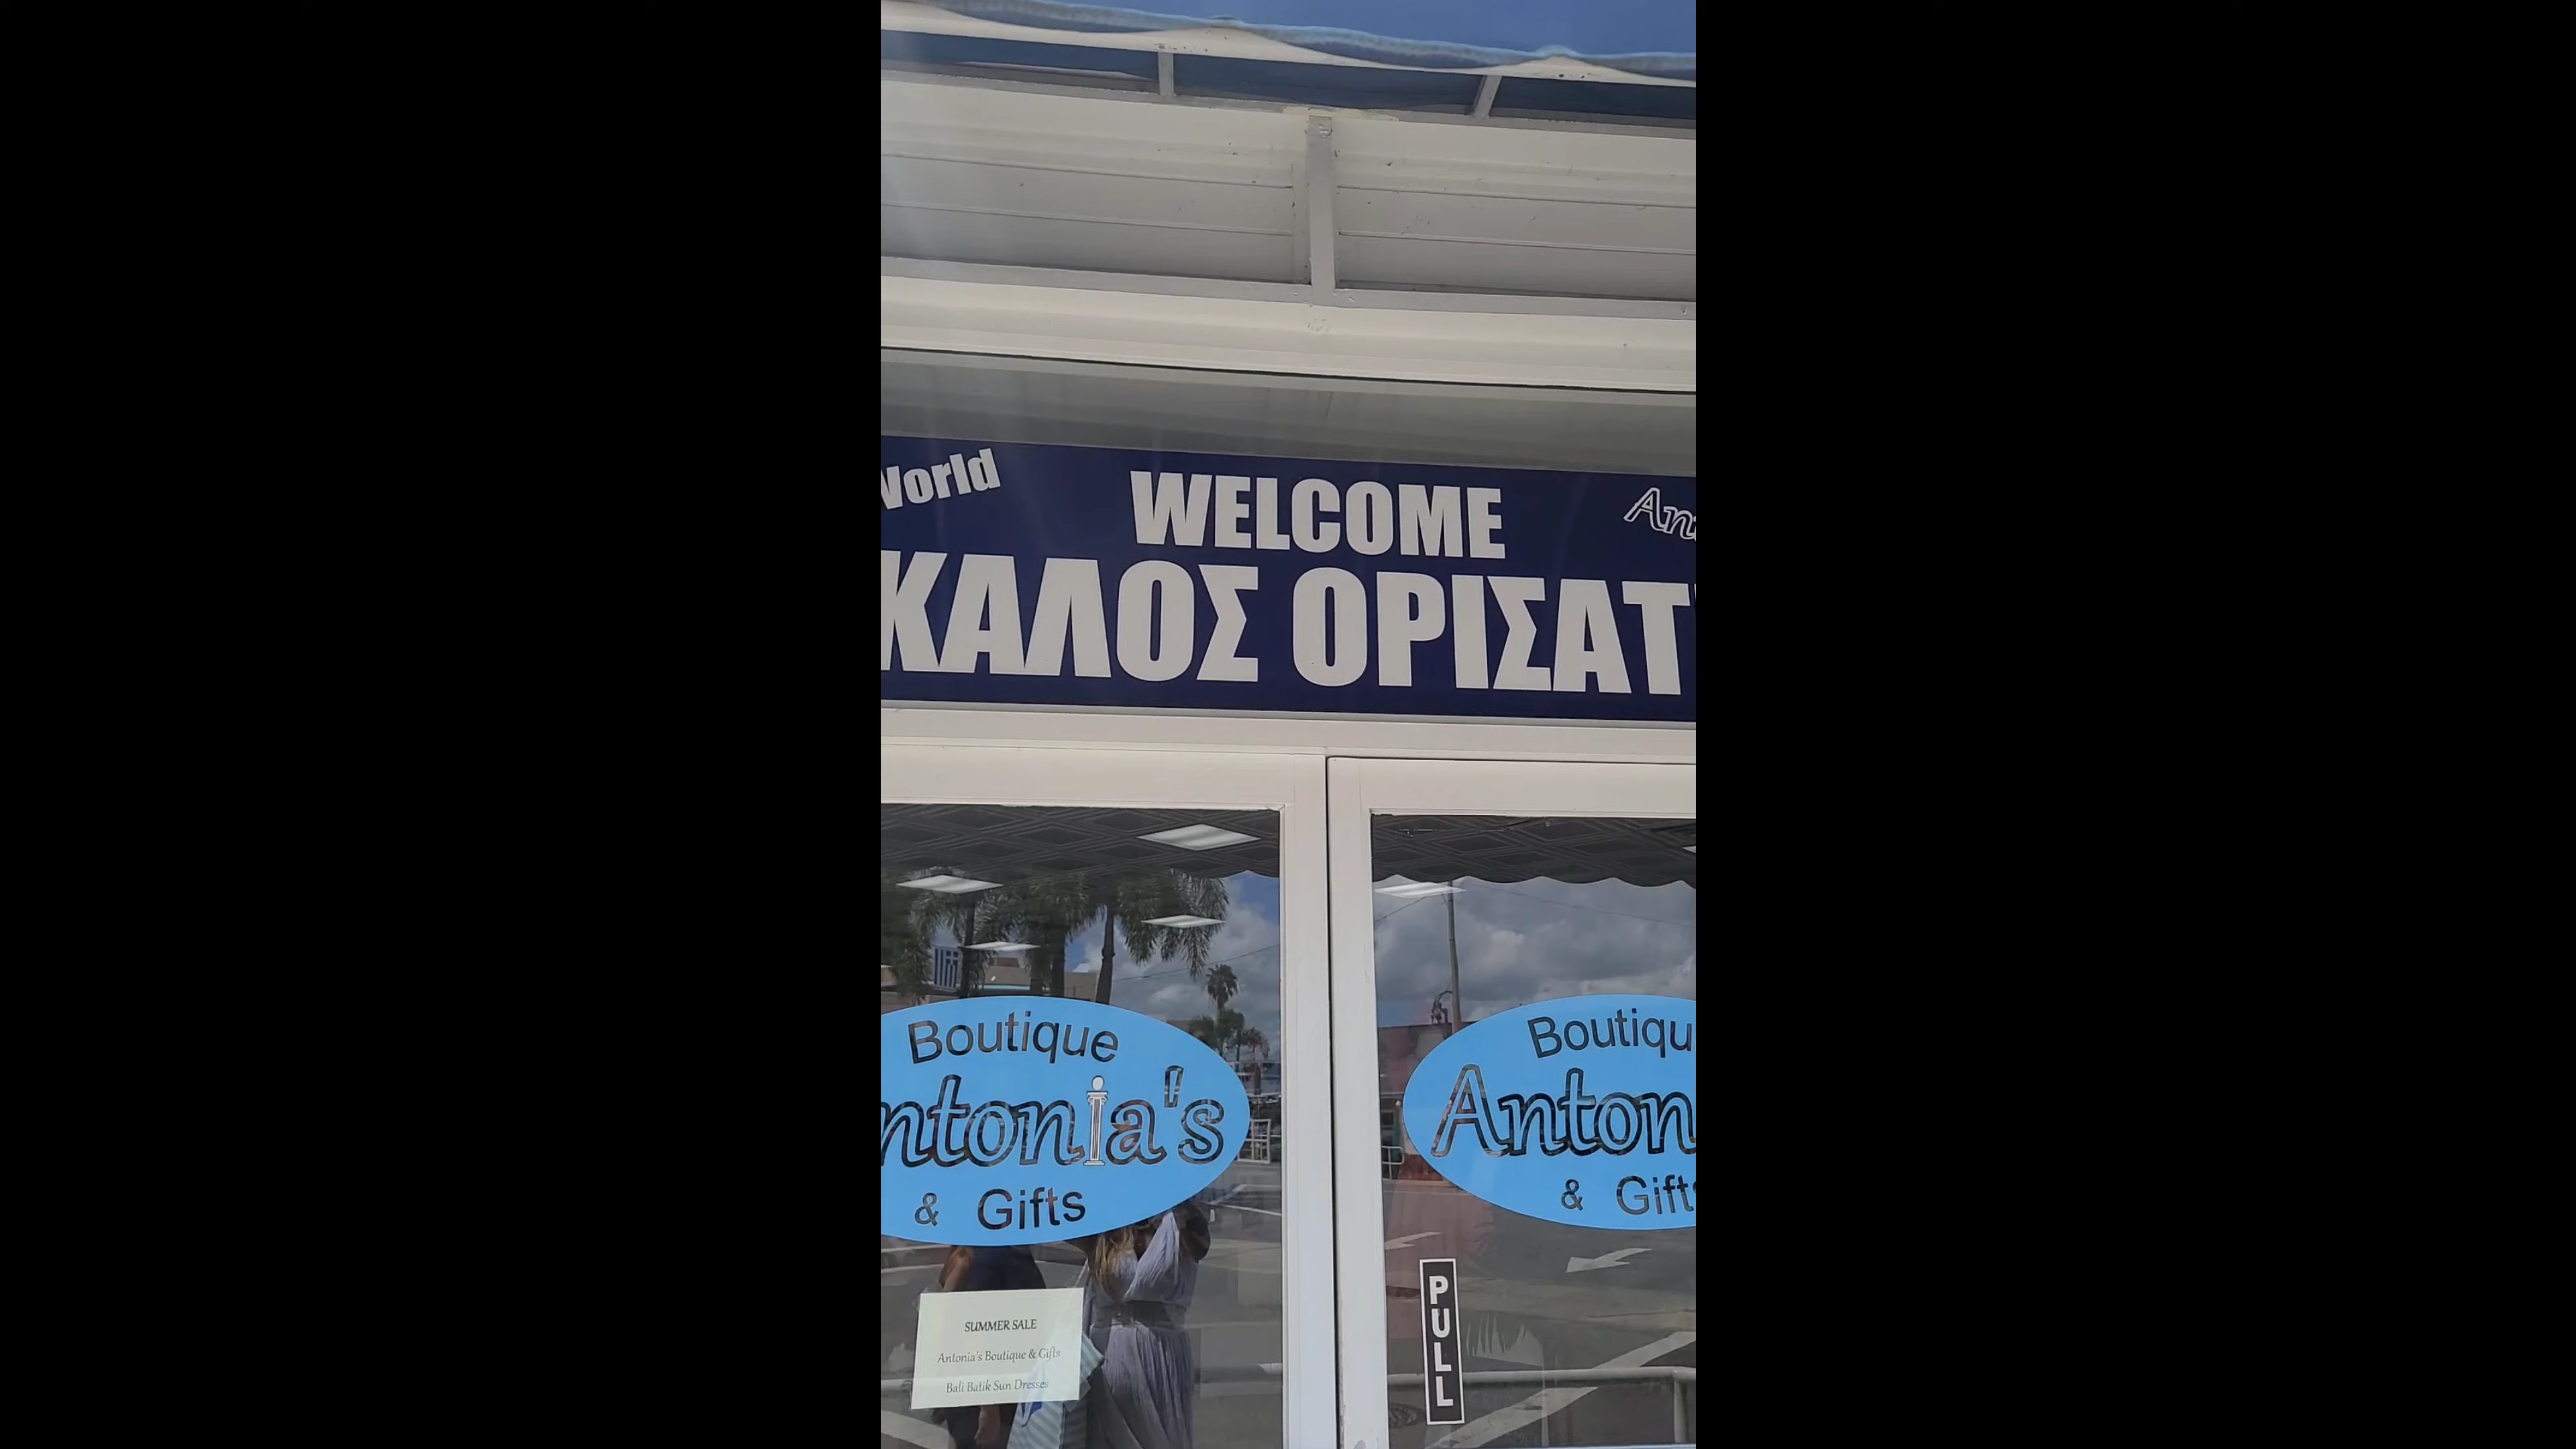 World
WELCOME
ΚΑΛΟΣ ΟΡΙΣΑΤ
Boutique
ntonia's
& Gifts
SUMMER SALE
Antonia's Boutique & Gifts
Bali Batik Sun Dresses
Boutiqu
Anton
& Gifts
PULL